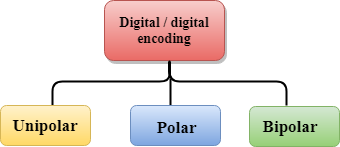 Digital / digital
encoding
Unipolar
Polar
Bipolar